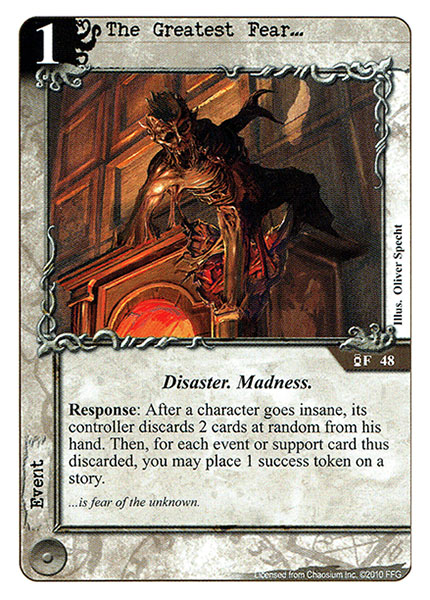 1
The Greatest Fear...
Illus. Oliver Specht
F 48
Disaster. Madness.
Response: After a character goes insane, its
controller discards 2 cards at random from his
hand. Then, for each event or support card thus
discarded, you may place 1 success token on a
story.
...is fear of the unknown.
Event
Licensed from Chaosium Inc. ©2010 FFG